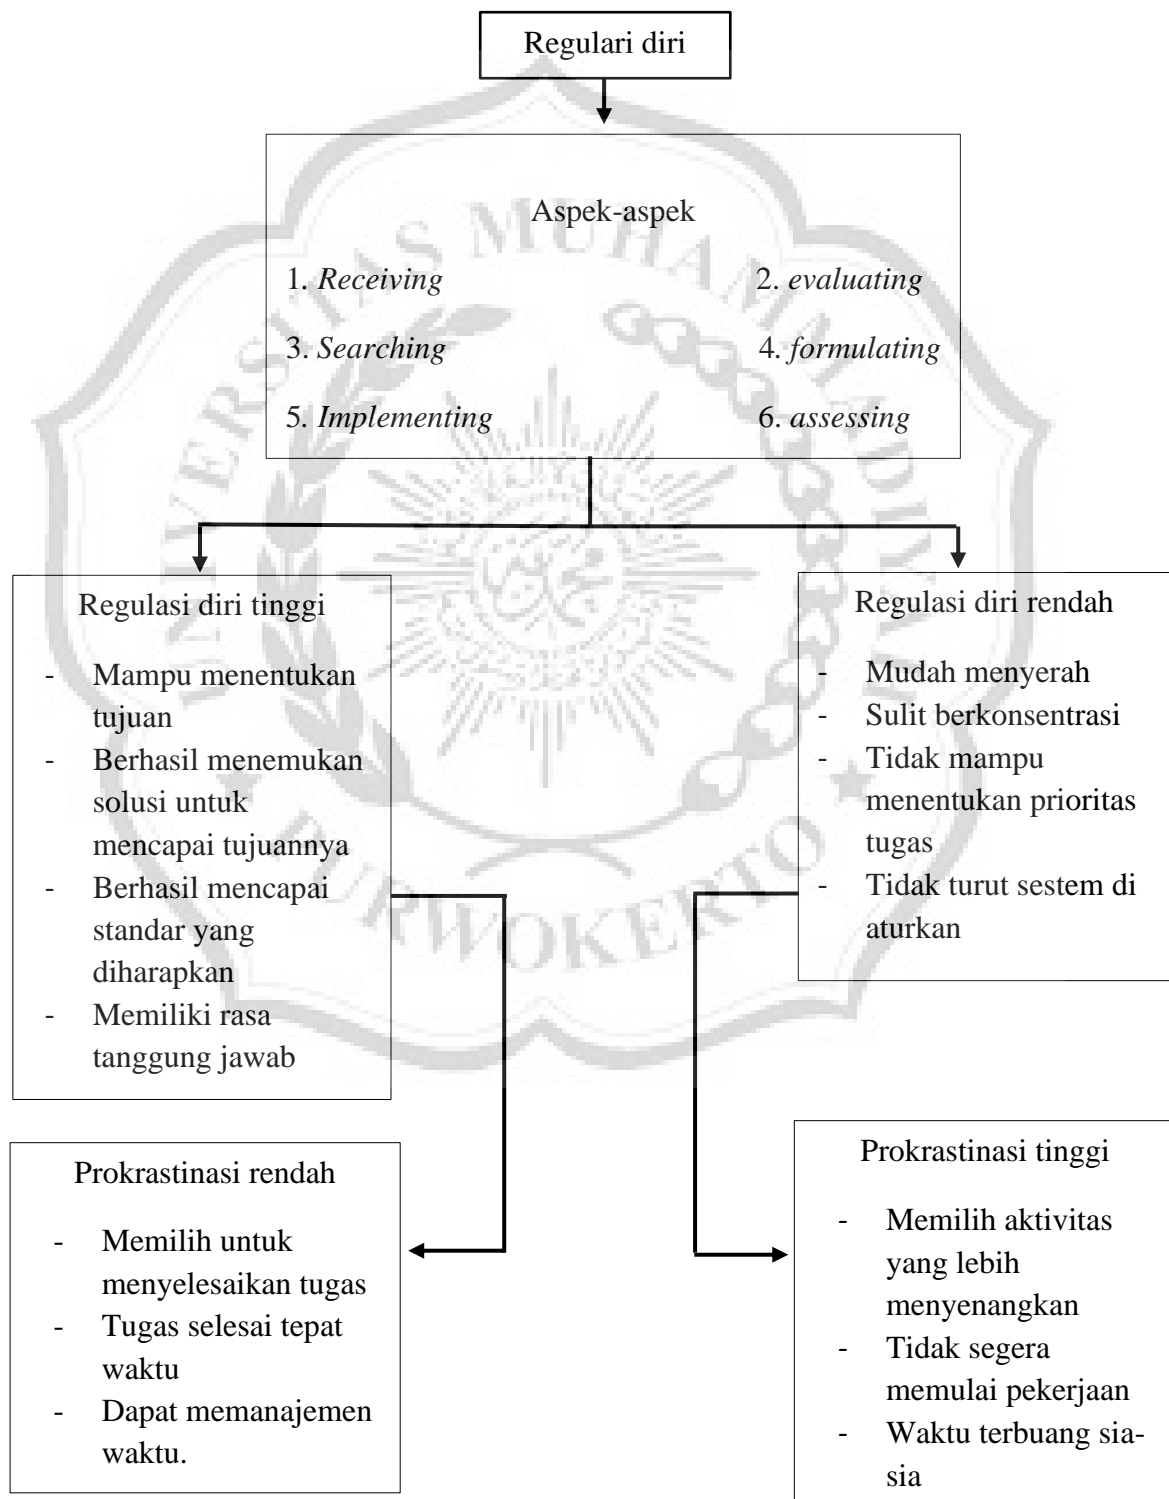 Regulari diri
Aspek-aspek
1. Receiving 2. evaluating
3. Searching 4. formulating
5. Implementing 6. assessing
Regulasi diri tinggi
- Mampu menentukan
tujuan
- Berhasil menemukan
solusi untuk
mencapai tujuannya
- Berhasil mencapai
standar yang
diharapkan
- Memiliki rasa
tanggung jawab
Regulasi diri rendah
- Mudah menyerah
- Sulit berkonsentrasi
- Tidak mampu
menentukan prioritas
tugas
- Tidak turut sestem di
aturkan
Prokrastinasi rendah
- Memilih untuk
menyelesaikan tugas
- Tugas selesai tepat
waktu
- Dapat memanajemen
waktu.
Prokrastinasi tinggi
- Memilih aktivitas
yang lebih
menyenangkan
- Tidak segera
memulai pekerjaan
- Waktu terbuang sia-
sia
UNIVERSITAS MUHAMMADIYAH
PURWOKERTO